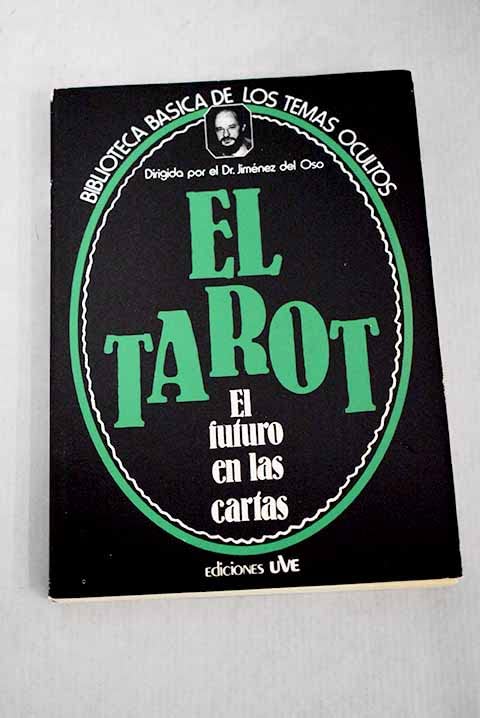 BIBLIOTECA BASICA DE LOS TEMAS OCULTOS
Dirigida por el Dr. Jiménez del Oso
EL
TAROT
El
futuro
en las
cartas
ediciones UVE